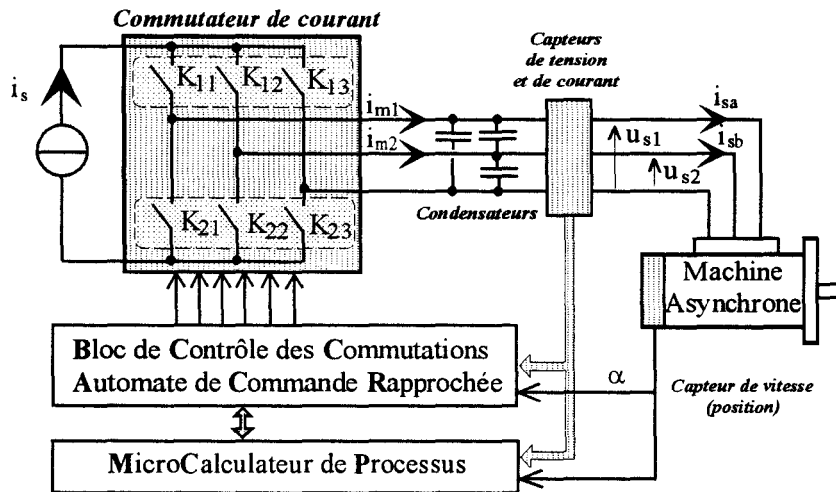 Commutateur de courant
Capteurs
de tension
et de courant
i_s
K11
K12
K13
i_m1
i_m2
i_sa
i_sb
u_s1
u_s2
K21
K22
K23
Condensateurs
Machine
Asynchrone
Bloc de Contrôle des Commutations
Automate de Commande Rapprochée
α
Capteur de vitesse
(position)
MicroCalculateur de Processus